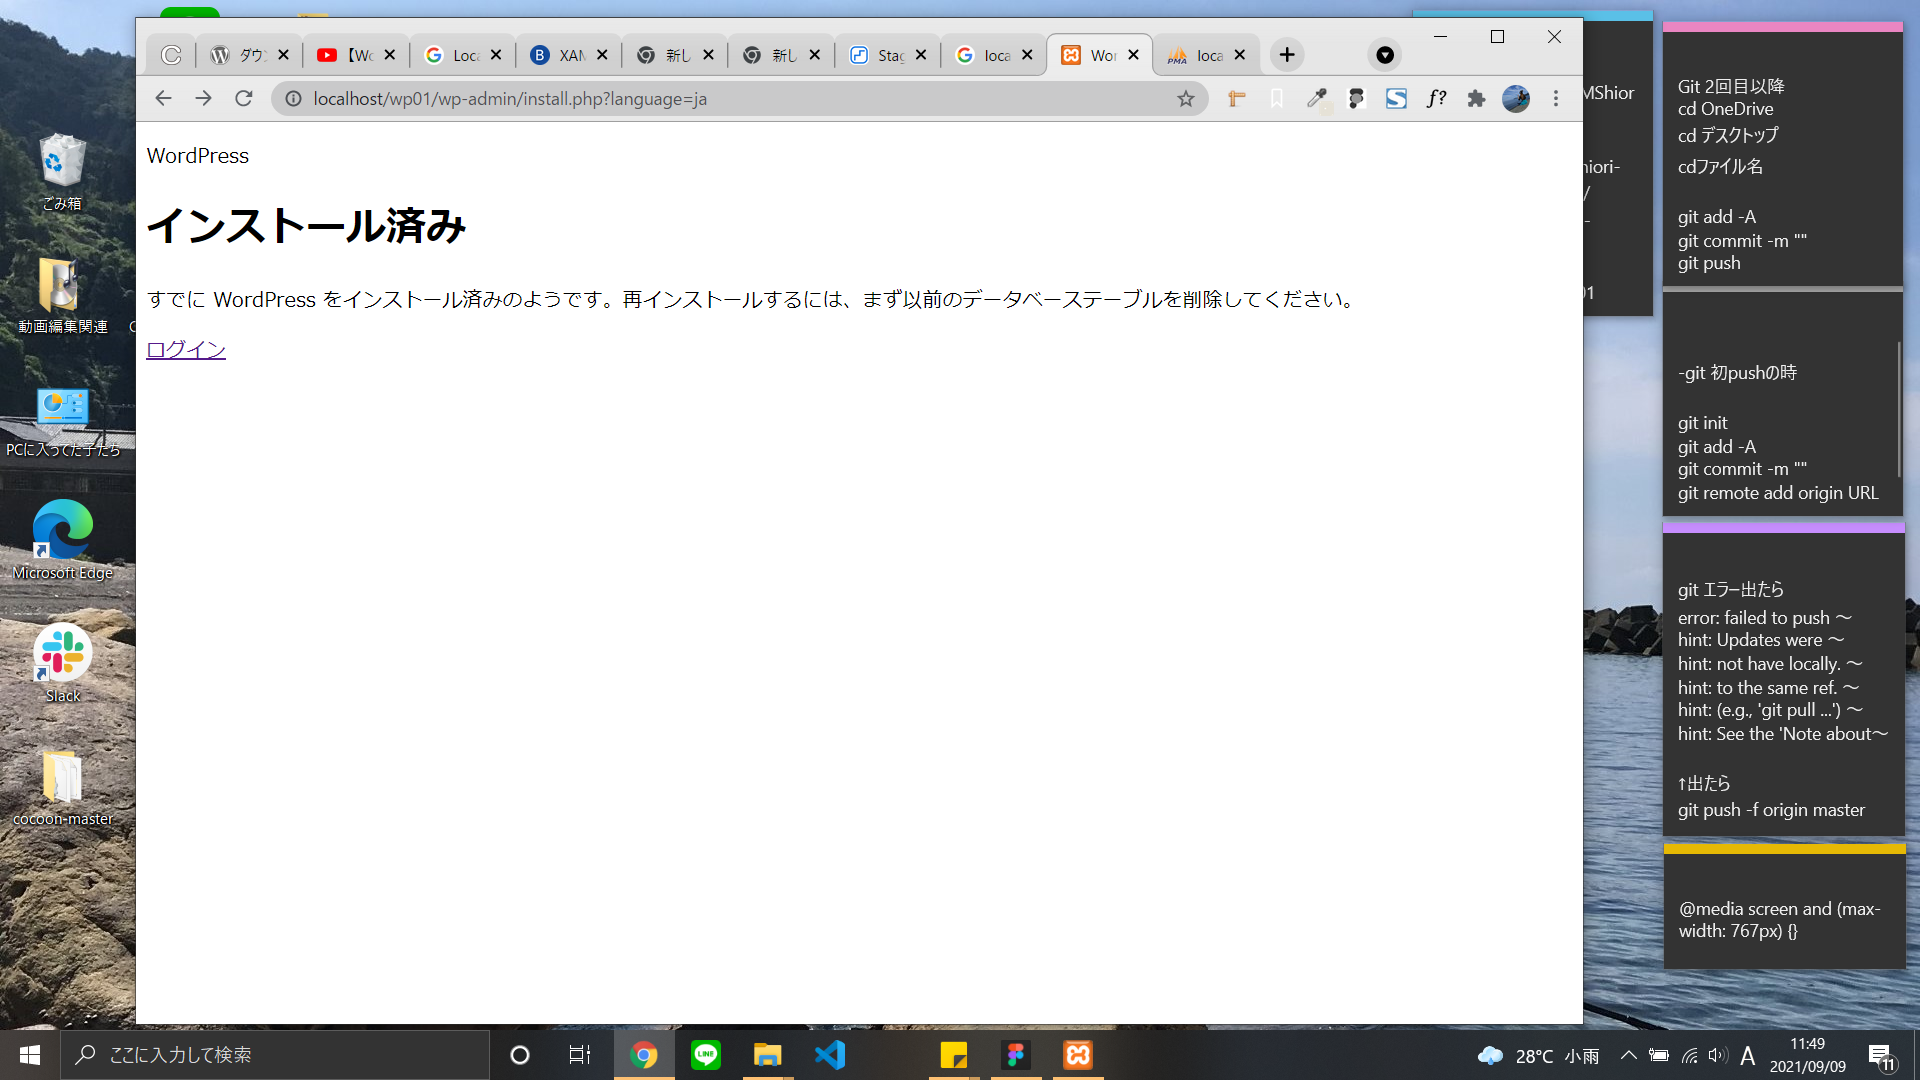 ダウ
【Wo
Loca
XAM
新し
新し
Stag
loca
Wor
PMA
loca
localhost/wp01/wp-admin/install.php?language=ja
f?
WordPress
インストール済み
すでに WordPress をインストール済みのようです。再インストールするには、まず以前のデータベーステーブルを削除してください。
ログイン
ごみ箱
動画編集関連
PCに入ってた子たち
Microsoft Edge
Slack
cocoon-master
MShior
hiori-
/
-
01
Git 2回目以降
cd OneDrive
cd デスクトップ
cdファイル名
git add -A
git commit -m ""
git push
-git 初pushの時
git init
git add -A
git commit -m ""
git remote add origin URL
git エラー出たら
error: failed to push ～
hint: Updates were ～
hint: not have locally. ～
hint: to the same ref. ～
hint: (e.g., 'git pull ...') ～
hint: See the 'Note about～
↑出たら
git push -f origin master
@media screen and (max-
width: 767px) {}
ここに入力して検索
LINE
28°C 小雨
A
11:49
2021/09/09
11